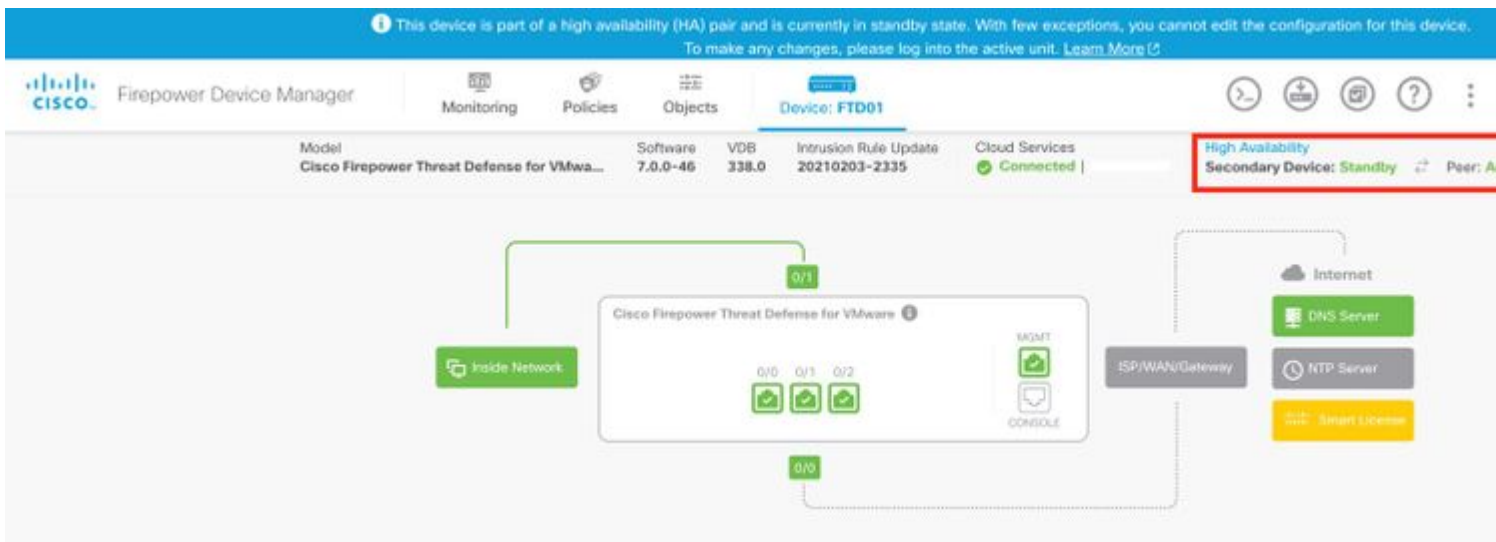 This device is part of a high availability (HA) pair and is currently in standby state. With few exceptions, you cannot edit the configuration for this device.
To make any changes, please log into the active unit. Learn More
CISCO
Firepower Device Manager
Monitoring
Policies
Objects
Device: FTD01
Model
Cisco Firepower Threat Defense for VMwa...
Software
7.0.0-46
VDB
338.0
Intrusion Rule Update
20210203-2335
Cloud Services
Connected |
High Availability
Secondary Device: Standby Peer: A
0/1
Internet
Cisco Firepower Threat Defense for VMware
DNS Server
MGMT
Inside Network
0/0 0/1 0/2
ISP/WAN/Gateway
NTP Server
CONSOLE
Smart License
0/0